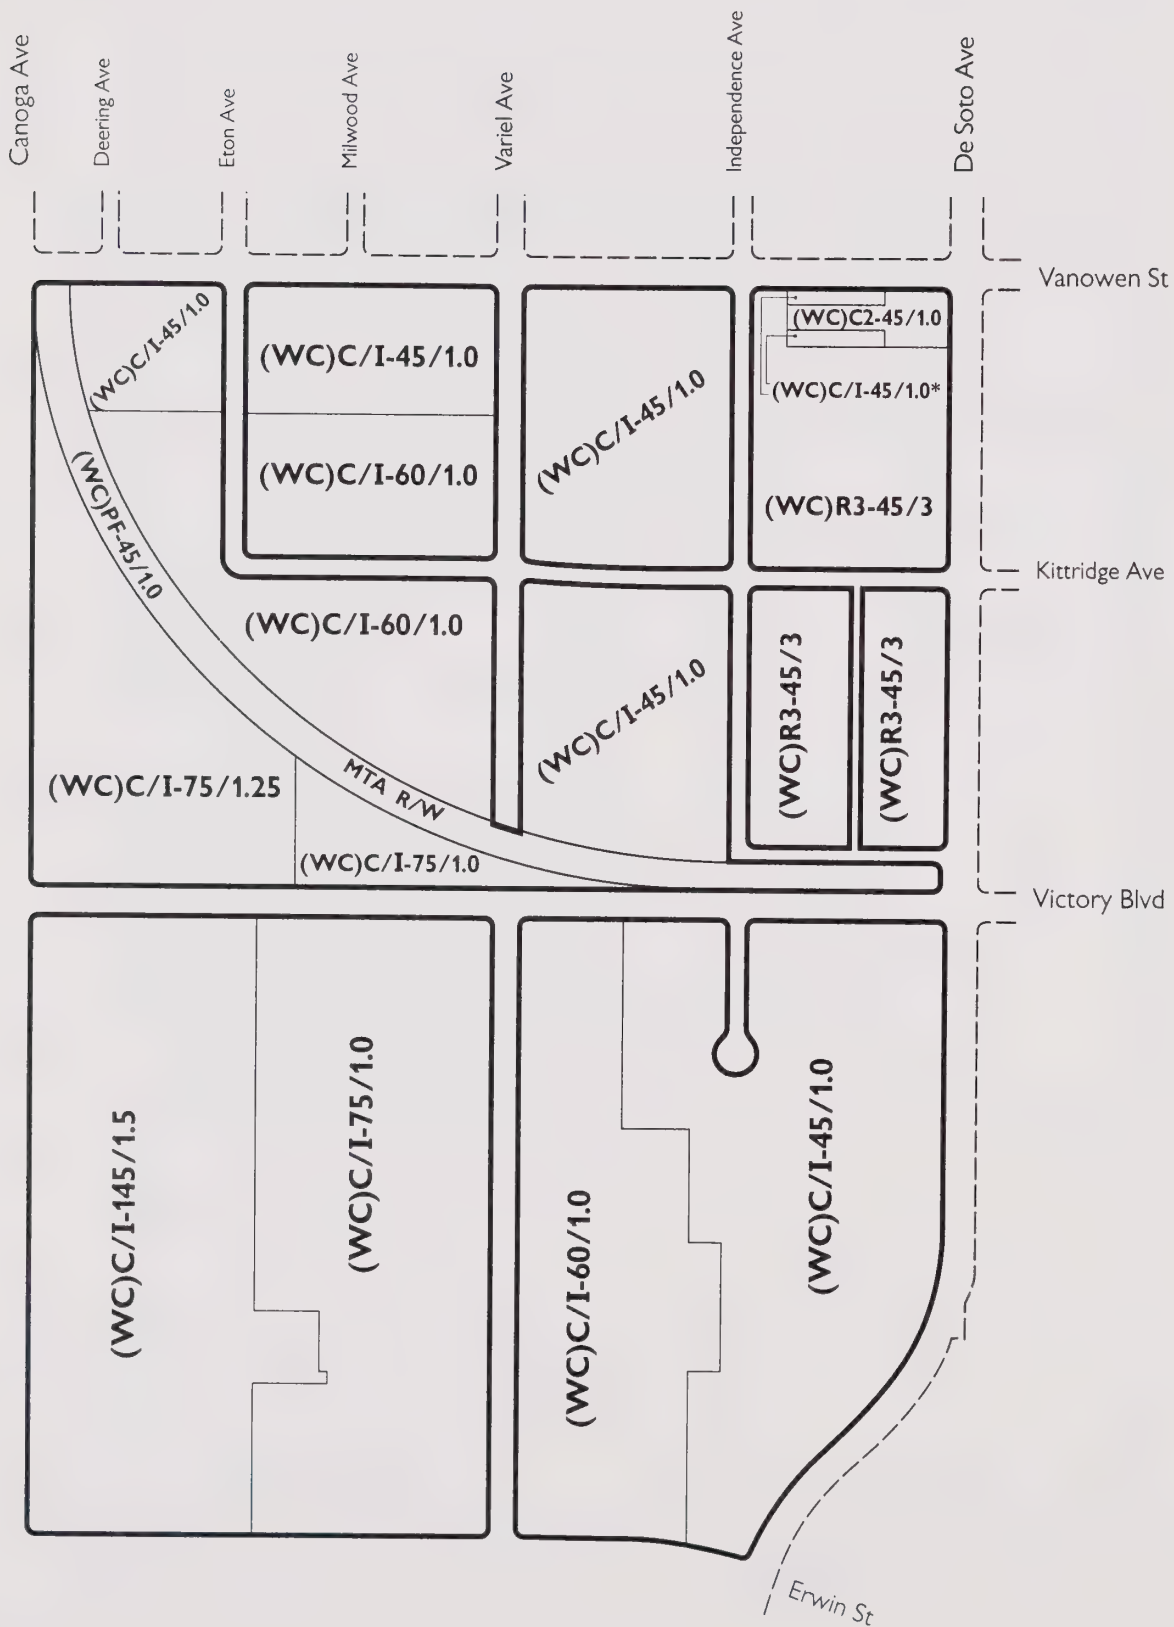 Canoga Ave
Deering Ave
Eton Ave
Milwood Ave
Variel Ave
Independence Ave
De Soto Ave
Vanowen St
(WC)C/I-45/1.0
(WC)C/I-45/1.0
(WC)C/I-45/1.0
(WC)C2-45/1.0
(WC)C/I-45/1.0*
(WC)C/I-60/1.0
(WC)R3-45/3
(WC)PF-45/1.0
Kittridge Ave
(WC)C/I-60/1.0
(WC)C/I-45/1.0
(WC)R3-45/3
(WC)R3-45/3
(WC)C/I-75/1.25
MTA R/W
(WC)C/I-75/1.0
Victory Blvd
(WC)C/I-145/1.5
(WC)C/I-75/1.0
(WC)C/I-60/1.0
(WC)C/I-45/1.0
Erwin St